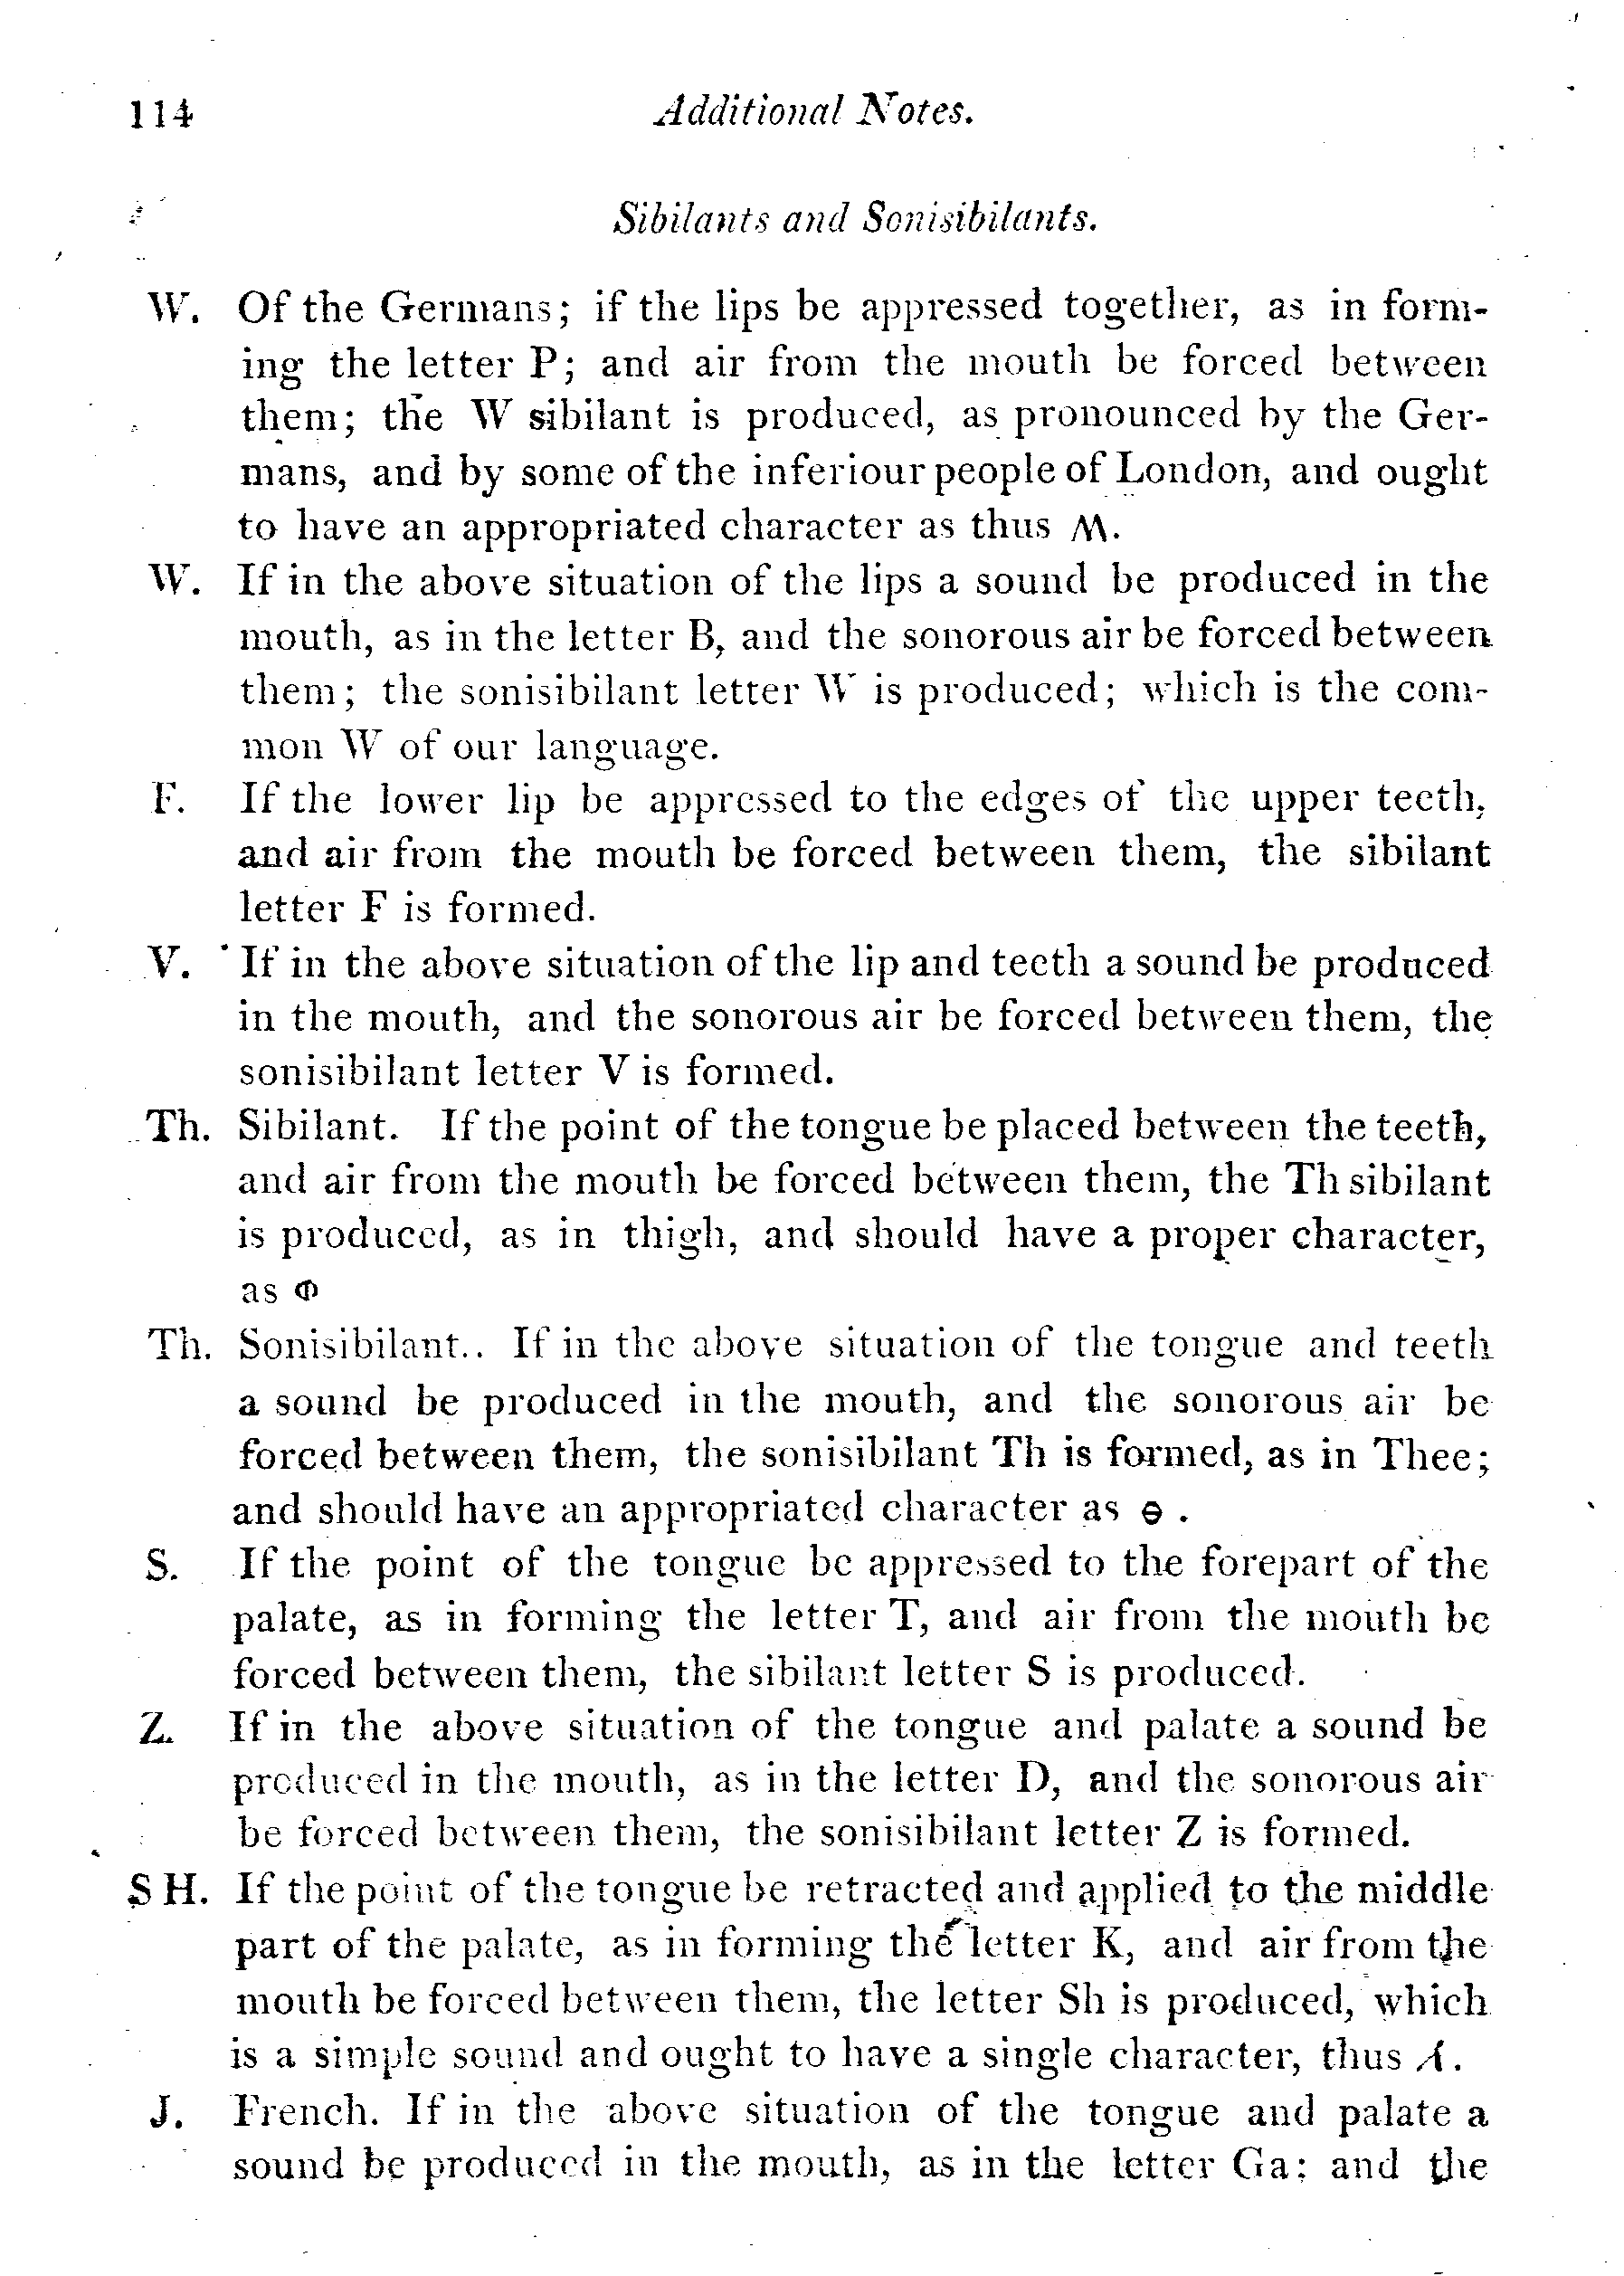 114 Additional Notes.
Sibilants and Sonisibilants.
W. Of the Germans; if the lips be appressed together, as in form-
ing the letter P; and air from the mouth be forced between
them; the W sibilant is produced, as pronounced by the Ger-
mans, and by some of the inferiour people of London, and ought
to have an appropriated character as thus M.
W. If in the above situation of the lips a sound be produced in the
mouth, as in the letter B, and the sonorous air be forced between
them; the sonisibilant letter W is produced; which is the com-
mon W of our language.
F. If the lower lip be appressed to the edges of the upper teeth,
and air from the mouth be forced between them, the sibilant
letter F is formed.
V. If in the above situation of the lip and teeth a sound be produced
in the mouth, and the sonorous air be forced between them, the
sonisibilant letter V is formed.
Th. Sibilant. If the point of the tongue be placed between the teeth,
and air from the mouth be forced between them, the Th sibilant
is produced, as in thigh, and should have a proper character,
as Φ
Th. Sonisibilant.. If in the above situation of the tongue and teeth
a sound be produced in the mouth, and the sonorous air be
forced between them, the sonisibilant Th is formed, as in Thee;
and should have an appropriated character as ɵ .
S. If the point of the tongue be appressed to the forepart of the
palate, as in forming the letter T, and air from the mouth be
forced between them, the sibilant letter S is produced.
Z. If in the above situation of the tongue and palate a sound be
produced in the mouth, as in the letter D, and the sonorous air
be forced between them, the sonisibilant letter Z is formed.
SH. If the point of the tongue be retracted and applied to the middle
part of the palate, as in forming the letter K, and air from the
mouth be forced between them, the letter Sh is produced, which
is a simple sound and ought to have a single character, thus ʎ.
J. French. If in the above situation of the tongue and palate a
sound be produced in the mouth, as in the letter Ga; and the